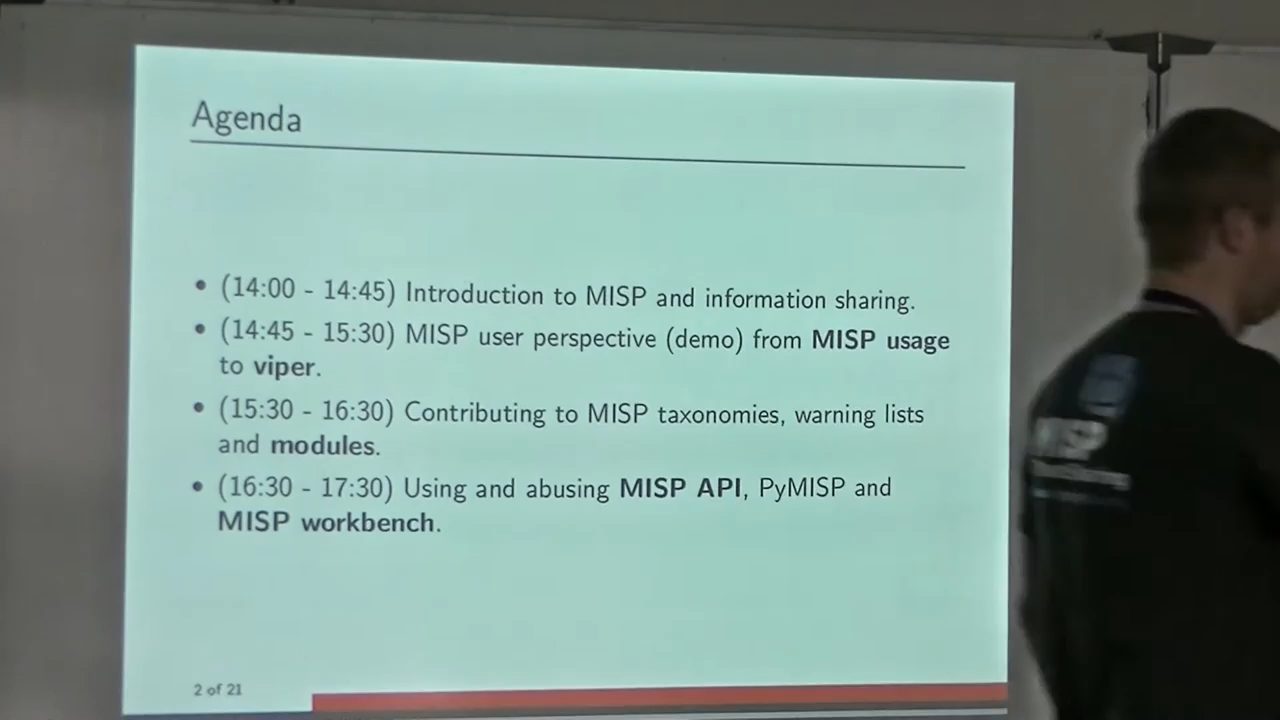 Agenda
• (14:00 - 14:45) Introduction to MISP and information sharing.
• (14:45 - 15:30) MISP user perspective (demo) from MISP usage
to viper.
• (15:30 - 16:30) Contributing to MISP taxonomies, warning lists
and modules.
• (16:30 - 17:30) Using and abusing MISP API, PyMISP and
MISP workbench.
2 of 21
MISP